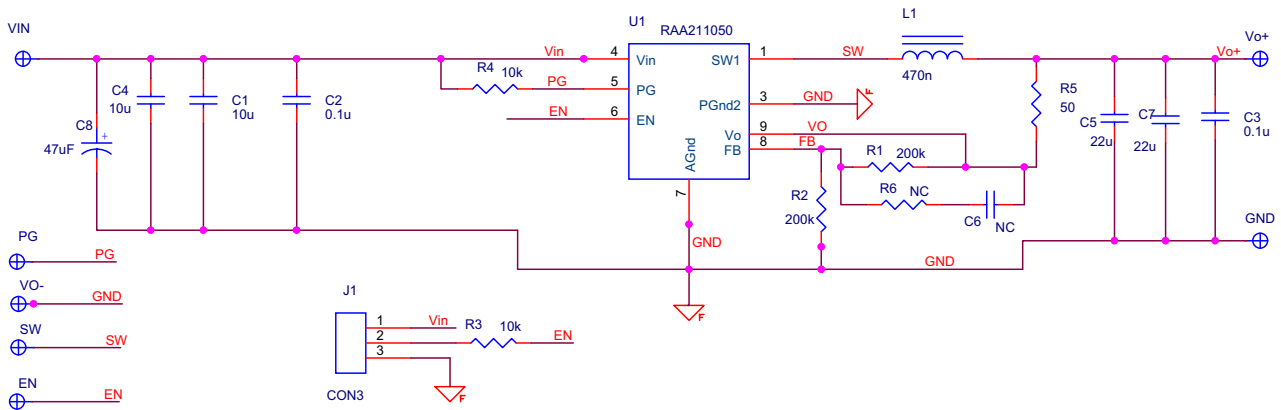 VIN
C4
10u
C1
10u
C2
0.1u
C8
+
47uF
R4
10k
Vin
PG
EN
4
5
6
U1
RAA211050
Vin
PG
EN
AGnd
SW1
PGnd2
Vo
FB
7
1
3
9
8
SW
GND
VO
FB
L1
470n
R1
200k
R6
NC
C6
NC
R2
200k
R5
50
C5
22u
C7
22u
C3
0.1u
Vo+
Vo+
GND
GND
GND
F
F
PG
PG
VO-
GND
SW
SW
EN
EN
J1
1
2
3
CON3
Vin
R3
10k
EN
F